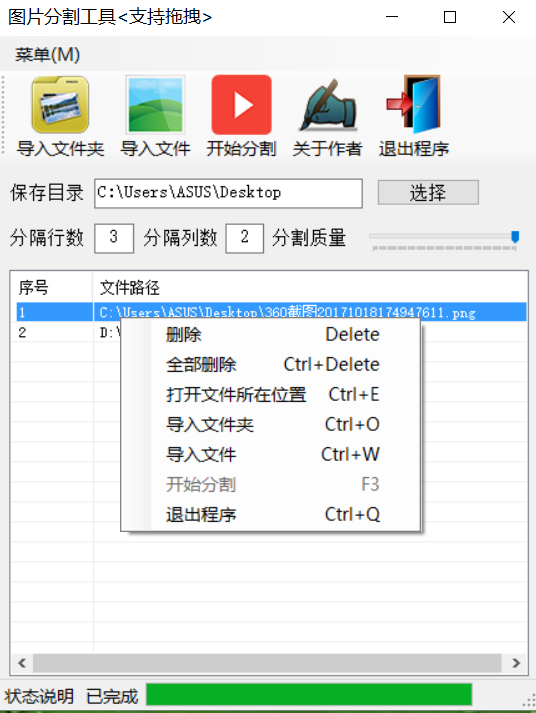 图片分割工具<支持拖拽>
菜单(M)
导入文件夹 导入文件 开始分割 关于作者 退出程序
保存目录 C:\Users\ASUS\Desktop 选择
分隔行数 3 分隔列数 2 分割质量
序号 文件路径
1 C:\Users\ASUS\Desktop\360截图20171018174947611.png
2 D:\
删除 Delete
全部删除 Ctrl+Delete
打开文件所在位置 Ctrl+E
导入文件夹 Ctrl+O
导入文件 Ctrl+W
开始分割 F3
退出程序 Ctrl+Q
状态说明 已完成